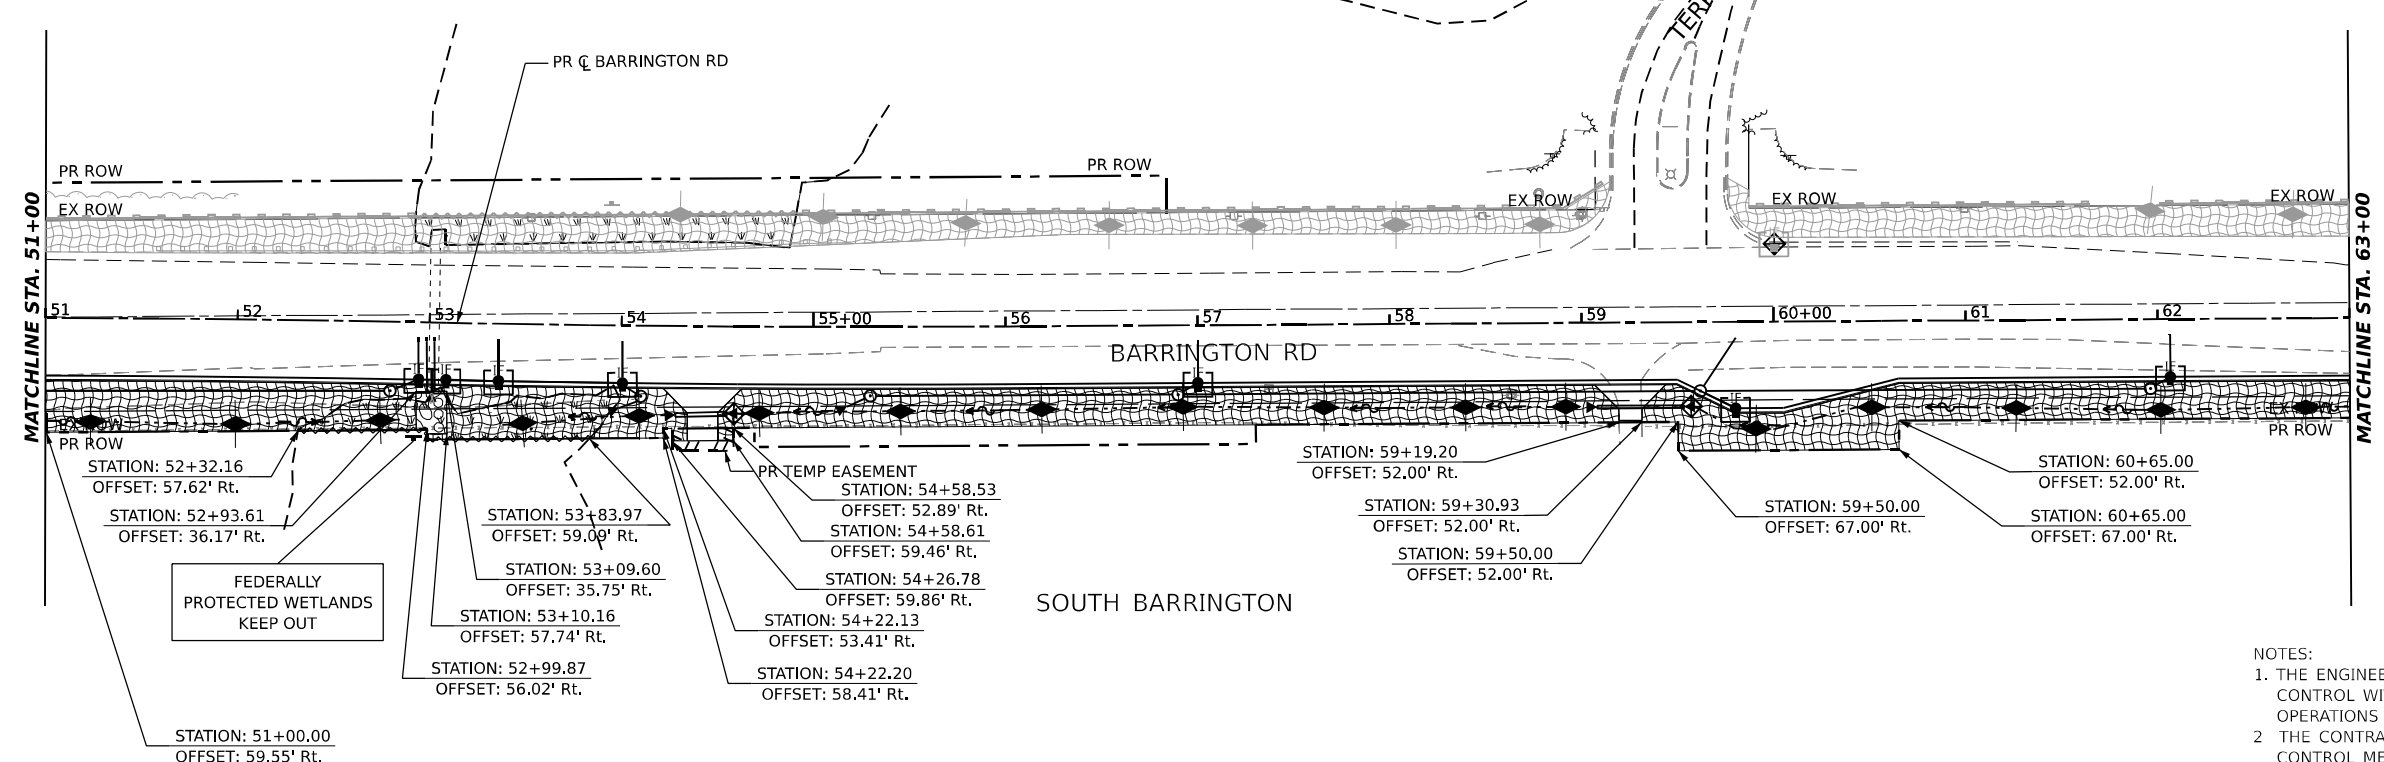 TER
PR ℄ BARRINGTON RD
PR ROW
PR ROW
EX ROW
EX ROW
EX ROW
EX ROW
MATCHLINE STA. 51+00
MATCHLINE STA. 63+00
51
52
53
54
55+00
56
57
58
59
60+00
61
62
BARRINGTON RD
PR ROW
PR ROW
PR TEMP EASEMENT
STATION: 52+32.16
OFFSET: 57.62' Rt.
STATION: 52+93.61
OFFSET: 36.17' Rt.
FEDERALLY
PROTECTED WETLANDS
KEEP OUT
STATION: 51+00.00
OFFSET: 59.55' Rt.
STATION: 53+83.97
OFFSET: 59.09' Rt.
STATION: 53+09.60
OFFSET: 35.75' Rt.
STATION: 53+10.16
OFFSET: 57.74' Rt.
STATION: 52+99.87
OFFSET: 56.02' Rt.
STATION: 54+58.53
OFFSET: 52.89' Rt.
STATION: 54+58.61
OFFSET: 59.46' Rt.
STATION: 54+26.78
OFFSET: 59.86' Rt.
STATION: 54+22.13
OFFSET: 53.41' Rt.
STATION: 54+22.20
OFFSET: 58.41' Rt.
SOUTH BARRINGTON
STATION: 59+19.20
OFFSET: 52.00' Rt.
STATION: 59+30.93
OFFSET: 52.00' Rt.
STATION: 59+50.00
OFFSET: 52.00' Rt.
STATION: 59+50.00
OFFSET: 67.00' Rt.
STATION: 60+65.00
OFFSET: 52.00' Rt.
STATION: 60+65.00
OFFSET: 67.00' Rt.
NOTES:
1. THE ENGINEE
CONTROL WI
OPERATIONS
2 THE CONTRA
CONTROL ME